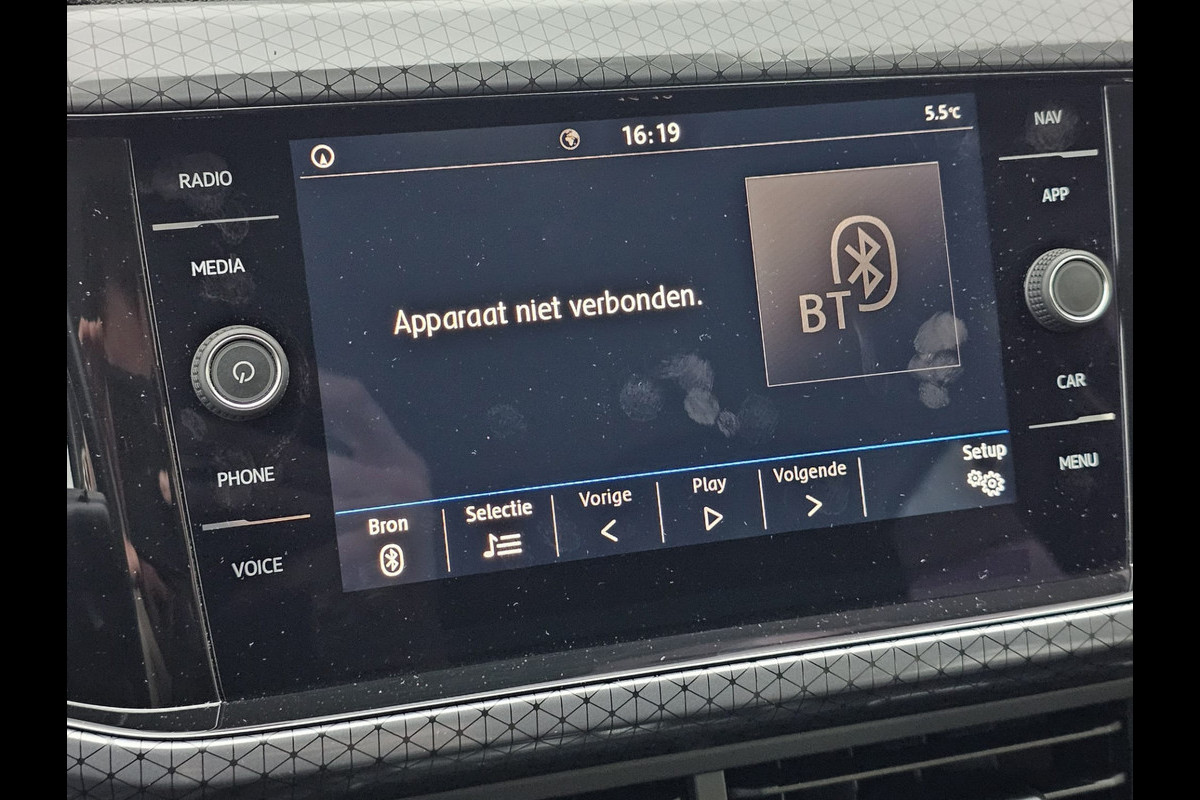 16:19
5.5°C
NAV
RADIO
APP
MEDIA
Apparaat niet verbonden.
BT
CAR
PHONE
MENU
Bron
Selectie
Vorige
Play
Volgende
Setup
VOICE